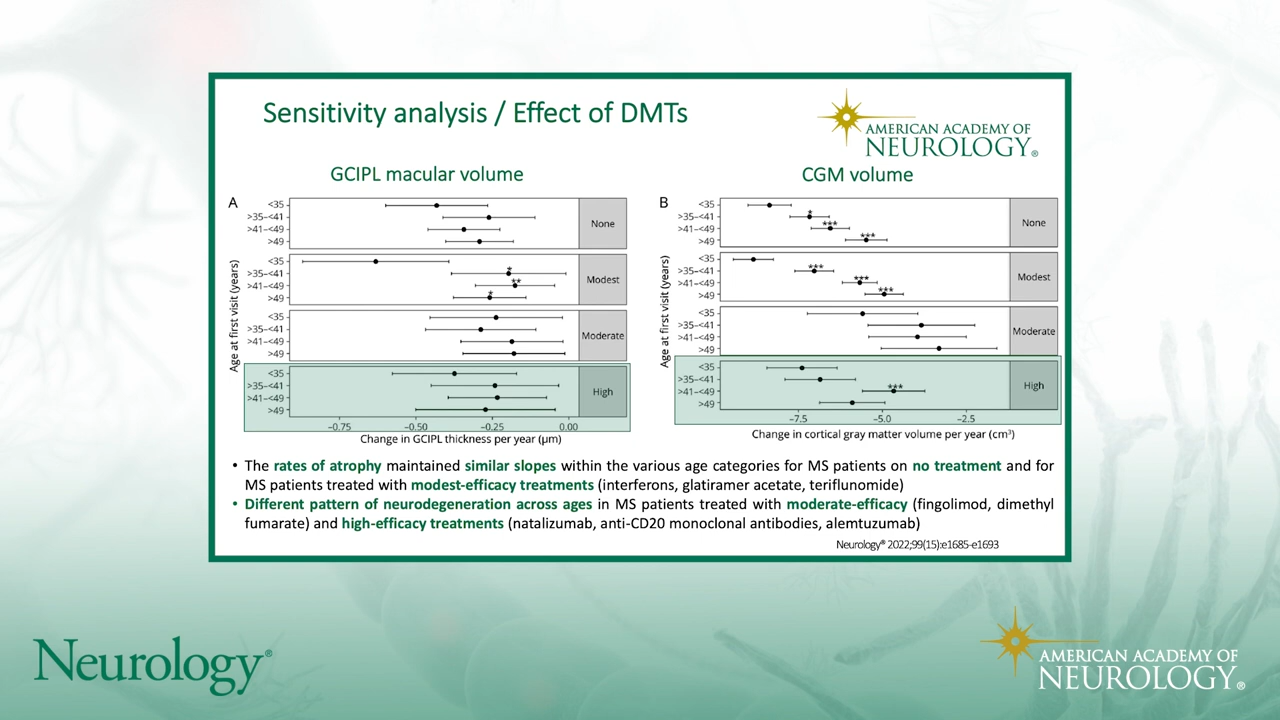 Sensitivity analysis / Effect of DMTs
AMERICAN ACADEMY OF
NEUROLOGY®
GCIPL macular volume
CGM volume
A
Age at first visit (years)
<35
>35–<41
>41–<49
>49
None
<35
>35–<41
>41–<49
>49
*
**
*
Modest
<35
>35–<41
>41–<49
>49
Moderate
<35
>35–<41
>41–<49
>49
High
−0.75 −0.50 −0.25 0.00
Change in GCIPL thickness per year (μm)
B
Age at first visit (years)
<35
>35–<41
>41–<49
>49
*
***
***
None
<35
>35–<41
>41–<49
>49
***
***
***
Modest
<35
>35–<41
>41–<49
>49
Moderate
<35
>35–<41
>41–<49
>49
***
High
−7.5 −5.0 −2.5
Change in cortical gray matter volume per year (cm³)
• The rates of atrophy maintained similar slopes within the various age categories for MS patients on no treatment and for
MS patients treated with modest-efficacy treatments (interferons, glatiramer acetate, teriflunomide)
• Different pattern of neurodegeneration across ages in MS patients treated with moderate-efficacy (fingolimod, dimethyl
fumarate) and high-efficacy treatments (natalizumab, anti-CD20 monoclonal antibodies, alemtuzumab)
Neurology® 2022;99(15):e1685-e1693
Neurology®
AMERICAN ACADEMY OF
NEUROLOGY®